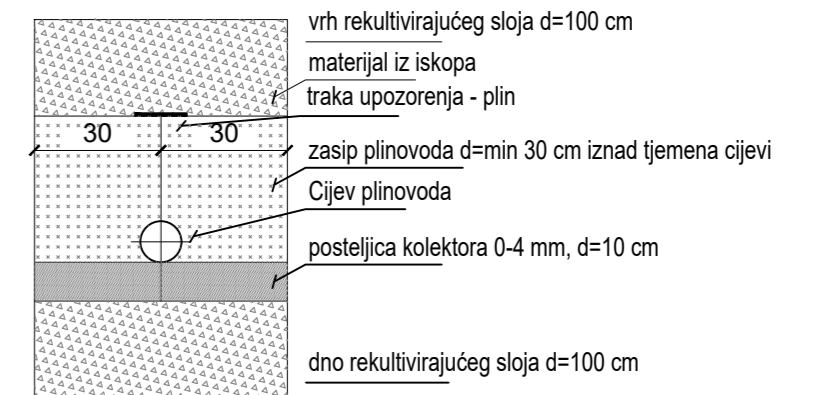 vrh rekultivirajućeg sloja d=100 cm
materijal iz iskopa
traka upozorenja - plin
30 30
zasip plinovoda d=min 30 cm iznad tjemena cijevi
Cijev plinovoda
posteljica kolektora 0-4 mm, d=10 cm
dno rekultivirajućeg sloja d=100 cm